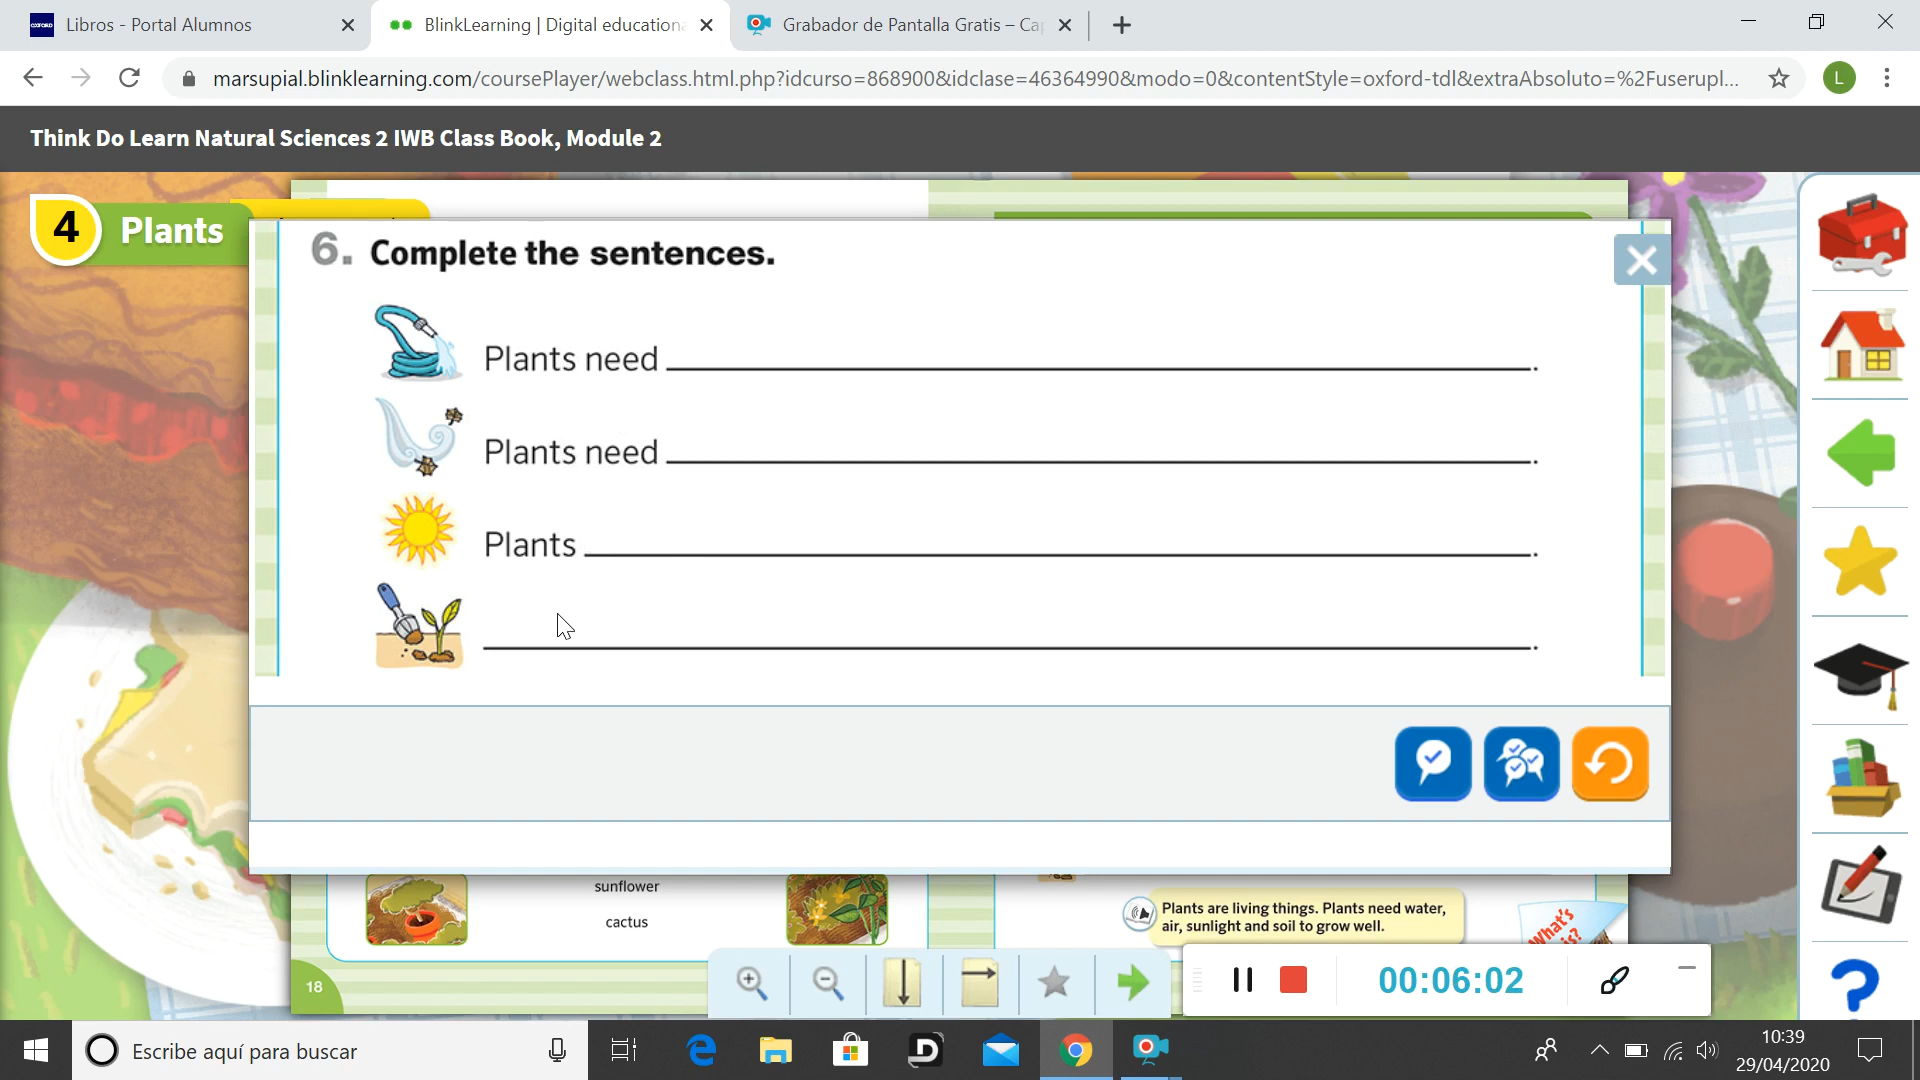 OXFORD
Libros - Portal Alumnos
BlinkLearning | Digital educationa
Grabador de Pantalla Gratis – Ca
marsupial.blinklearning.com/coursePlayer/webclass.html.php?idcurso=868900&idclase=46364990&modo=0&contentStyle=oxford-tdl&extraAbsoluto=%2Fuserupl...
L
Think Do Learn Natural Sciences 2 IWB Class Book, Module 2
4 Plants
6. Complete the sentences.
Plants need .
Plants need .
Plants .
.
sunflower
cactus
Plants are living things. Plants need water,
air, sunlight and soil to grow well.
What's
is?
18
00:06:02
Escribe aquí para buscar
10:39
29/04/2020